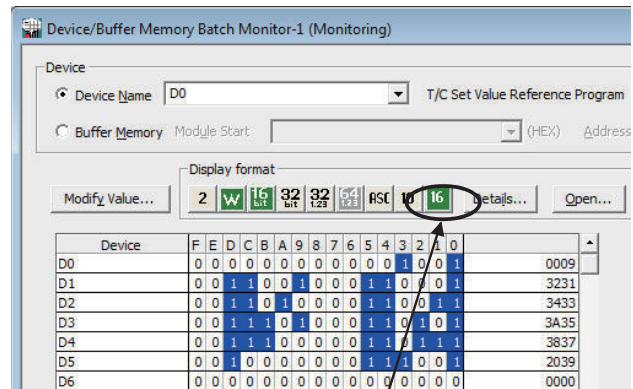 Device/Buffer Memory Batch Monitor-1 (Monitoring)
Device
Device Name D0 T/C Set Value Reference Program
Buffer Memory Module Start (HEX) Address
Display format
Modify Value... 2 W 16 bit 32 bit 32 1.23 64 1.23 ASC 10 16 Details... Open...
Device F E D C B A 9 8 7 6 5 4 3 2 1 0
D0 0 0 0 0 0 0 0 0 0 0 0 0 1 0 0 1 0009
D1 0 0 1 1 0 0 1 0 0 0 1 1 0 0 0 1 3231
D2 0 0 1 1 0 1 0 0 0 0 1 1 0 0 1 1 3433
D3 0 0 1 1 1 0 1 0 0 0 1 1 0 1 0 1 3A35
D4 0 0 1 1 1 0 0 0 0 0 1 1 0 1 1 1 3837
D5 0 0 1 0 0 0 0 0 0 0 1 1 1 0 0 1 2039
D6 0 0 0 0 0 0 0 0 0 0 0 0 0 0 0 0 0000